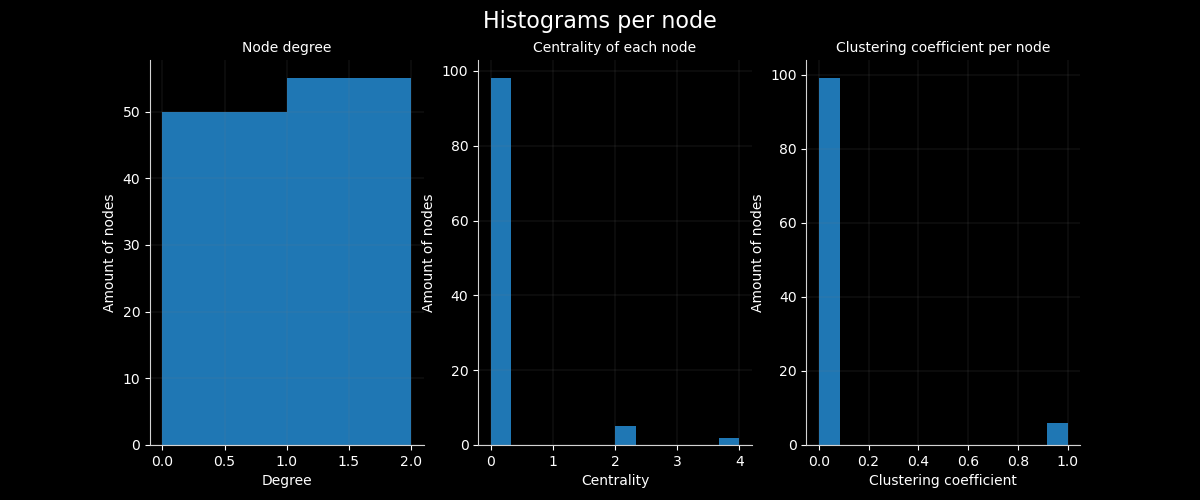 Histograms per node
Node degree
Amount of nodes
50
40
30
20
10
0
0.0 0.5 1.0 1.5 2.0
Degree
Centrality of each node
Amount of nodes
100
80
60
40
20
0
0 1 2 3 4
Centrality
Clustering coefficient per node
Amount of nodes
100
80
60
40
20
0
0.0 0.2 0.4 0.6 0.8 1.0
Clustering coefficient